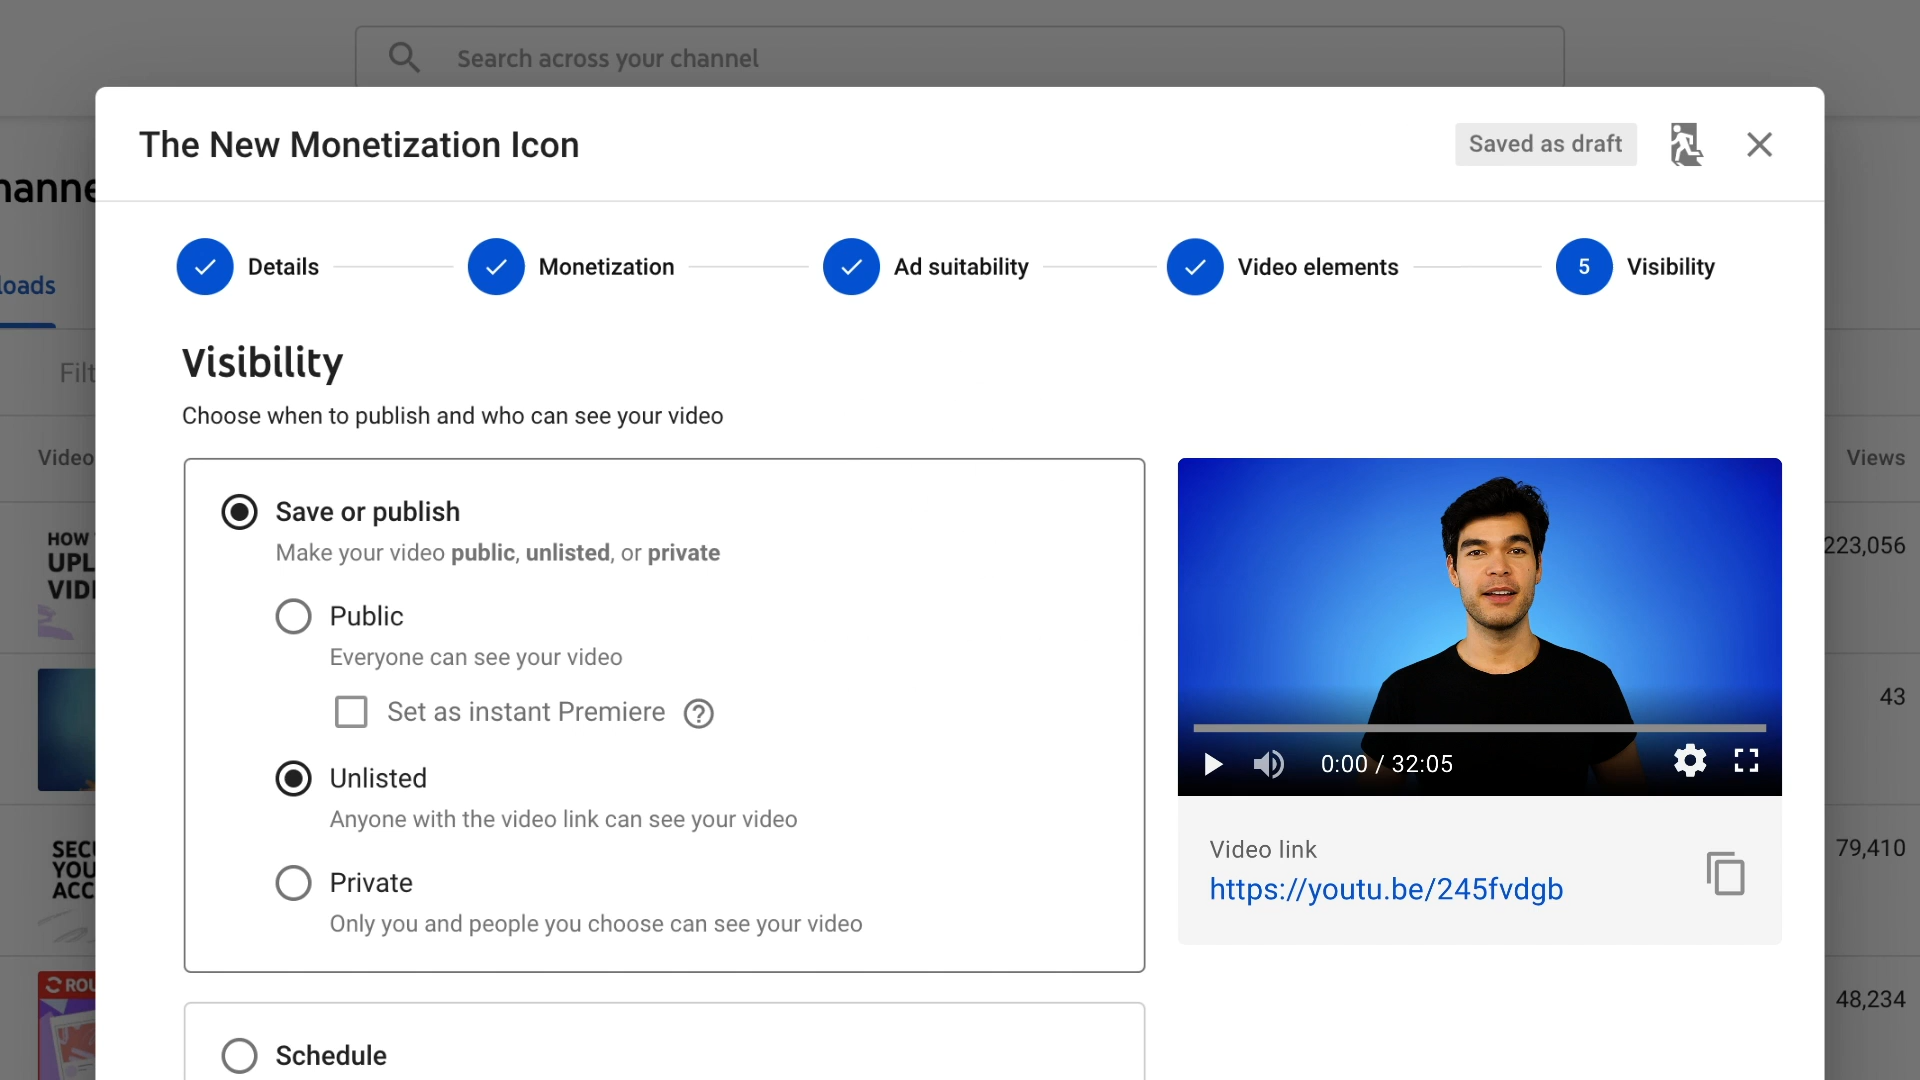 Search across your channel
The New Monetization Icon
Saved as draft
Details
Monetization
Ad suitability
Video elements
5
Visibility
Visibility
Choose when to publish and who can see your video
Save or publish
Make your video public, unlisted, or private
Public
Everyone can see your video
Set as instant Premiere
?
Unlisted
Anyone with the video link can see your video
Private
Only you and people you choose can see your video
Schedule
0:00 / 32:05
Video link
https://youtu.be/245fvdgb
Video
HOW
Views
223,056
43
79,410
48,234